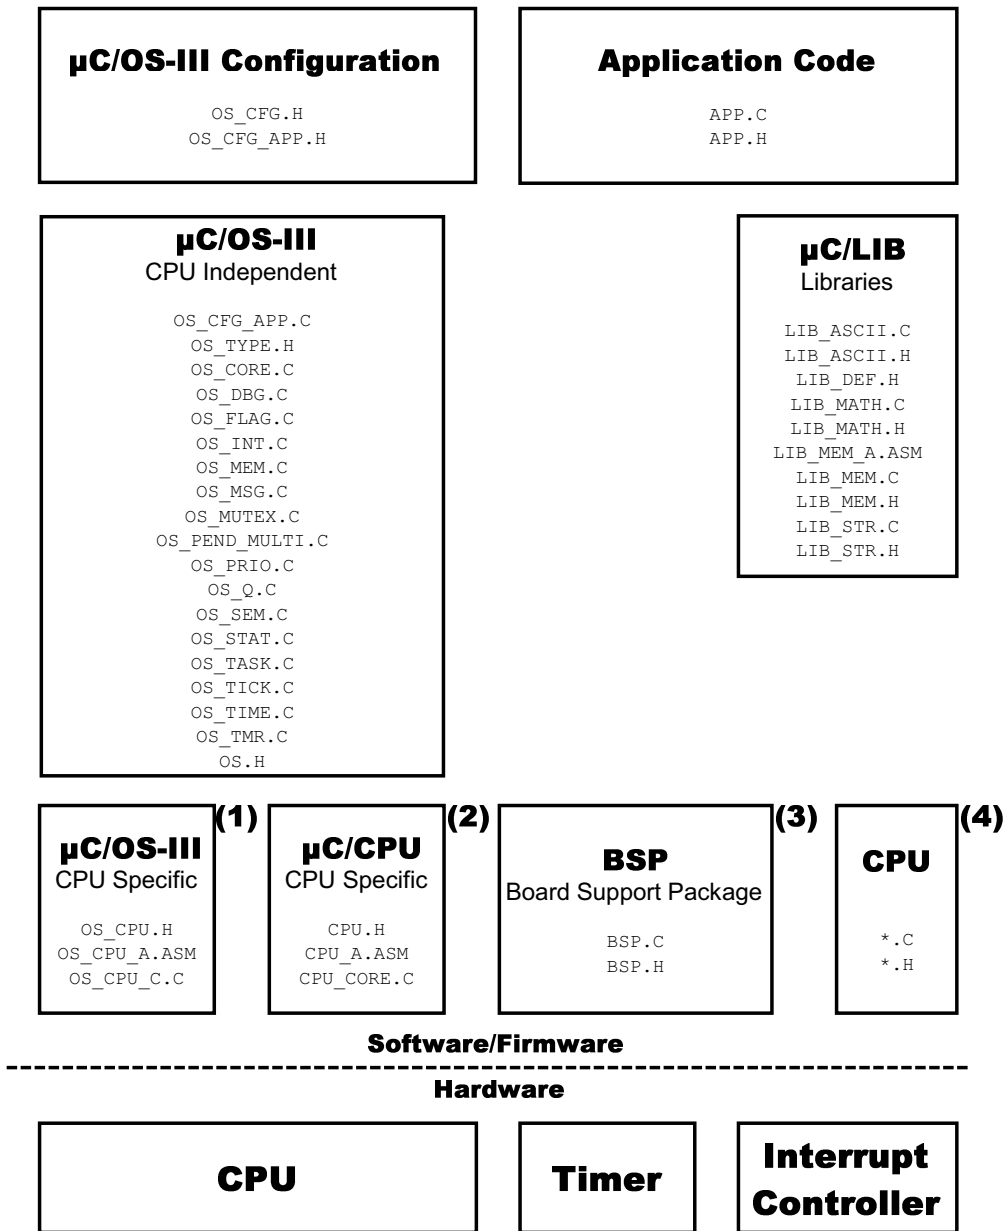 µC/OS-III Configuration
OS_CFG.H
OS_CFG_APP.H
Application Code
APP.C
APP.H
µC/OS-III
CPU Independent
OS_CFG_APP.C
OS_TYPE.H
OS_CORE.C
OS_DBG.C
OS_FLAG.C
OS_INT.C
OS_MEM.C
OS_MSG.C
OS_MUTEX.C
OS_PEND_MULTI.C
OS_PRIO.C
OS_Q.C
OS_SEM.C
OS_STAT.C
OS_TASK.C
OS_TICK.C
OS_TIME.C
OS_TMR.C
OS.H
µC/LIB
Libraries
LIB_ASCII.C
LIB_ASCII.H
LIB_DEF.H
LIB_MATH.C
LIB_MATH.H
LIB_MEM_A.ASM
LIB_MEM.C
LIB_MEM.H
LIB_STR.C
LIB_STR.H
(1)
µC/OS-III
CPU Specific
OS_CPU.H
OS_CPU_A.ASM
OS_CPU_C.C
(2)
µC/CPU
CPU Specific
CPU.H
CPU_A.ASM
CPU_CORE.C
(3)
BSP
Board Support Package
BSP.C
BSP.H
(4)
CPU
*.C
*.H
Software/Firmware
Hardware
CPU
Timer
Interrupt
Controller